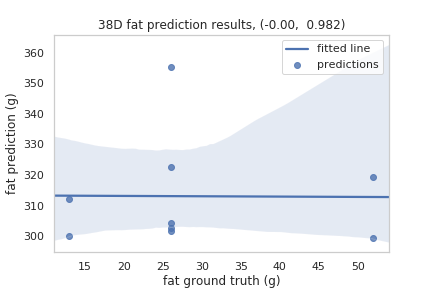 38D fat prediction results, (-0.00,  0.982)
fitted line
predictions
fat prediction (g)
360
350
340
330
320
310
300
15 20 25 30 35 40 45 50
fat ground truth (g)